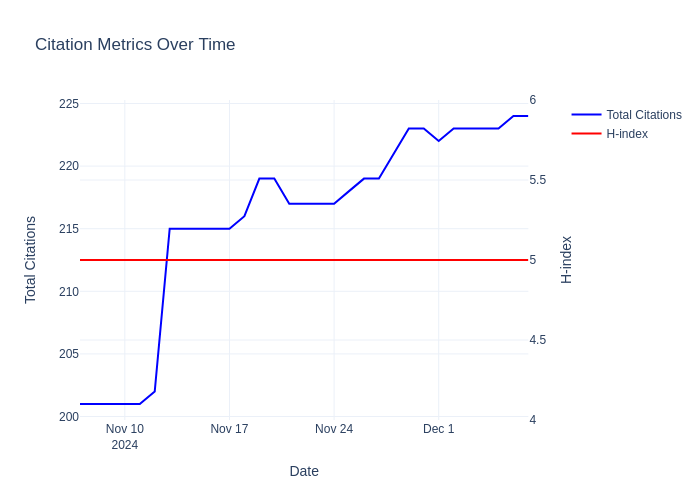 Citation Metrics Over Time
225
220
215
210
205
200
Total Citations
6
5.5
5
4.5
4
H-index
Nov 10
2024
Nov 17
Nov 24
Dec 1
Date
Total Citations
H-index